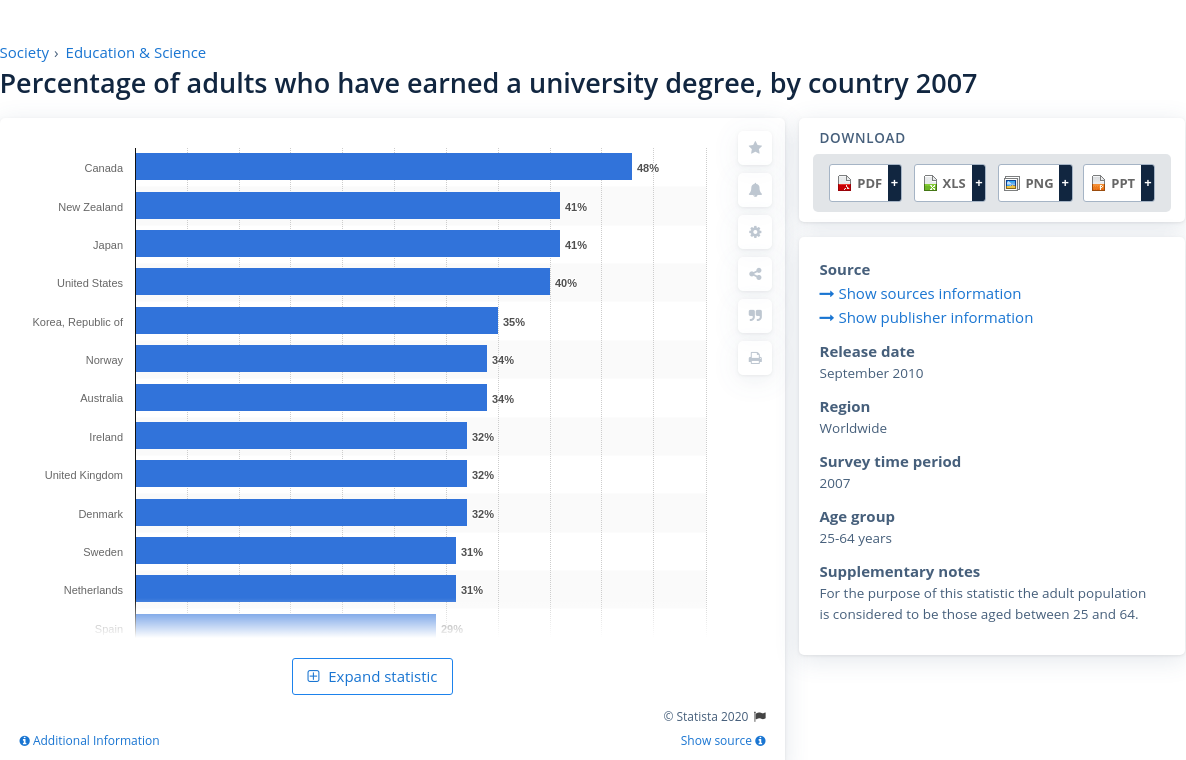 Society › Education & Science
Percentage of adults who have earned a university degree, by country 2007
Canada 48%
New Zealand 41%
Japan 41%
United States 40%
Korea, Republic of 35%
Norway 34%
Australia 34%
Ireland 32%
United Kingdom 32%
Denmark 32%
Sweden 31%
Netherlands 31%
Spain 29%
Expand statistic
© Statista 2020
Additional Information
Show source
DOWNLOAD
PDF + XLS + PNG + PPT +
Source
Show sources information
Show publisher information
Release date
September 2010
Region
Worldwide
Survey time period
2007
Age group
25-64 years
Supplementary notes
For the purpose of this statistic the adult population
is considered to be those aged between 25 and 64.